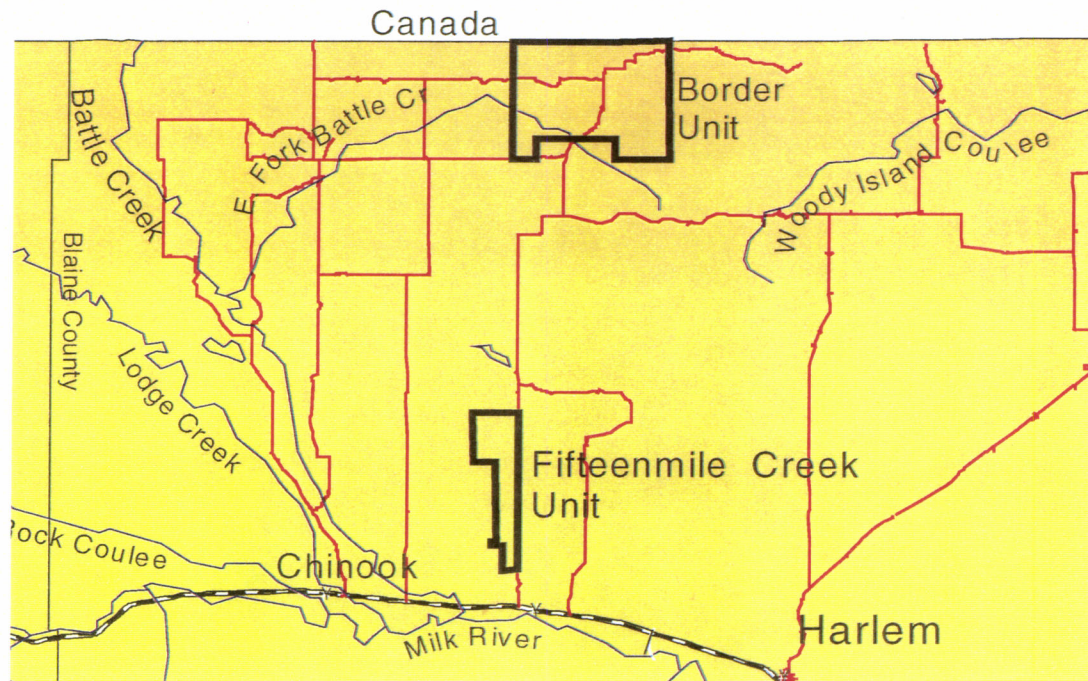 Canada
Battle Creek
E Fork Battle Cr
Border
Unit
Woody Island Coulee
Blaine County
Lodge Creek
Fifteenmile Creek
Unit
Rock Coulee
Chinook
Milk River
Harlem